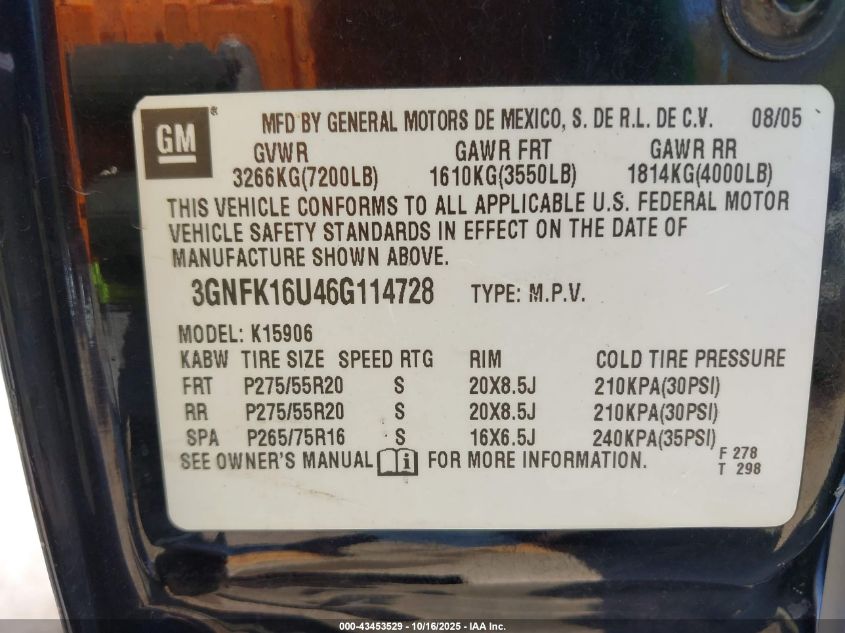 GM® MFD BY GENERAL MOTORS DE MEXICO, S. DE R.L. DE C.V. 08/05
GVWR GAWR FRT GAWR RR
3266KG(7200LB) 1610KG(3550LB) 1814KG(4000LB)
THIS VEHICLE CONFORMS TO ALL APPLICABLE U.S. FEDERAL MOTOR
VEHICLE SAFETY STANDARDS IN EFFECT ON THE DATE OF
MANUFACTURE SHOWN ABOVE.
3GNFK16U46G114728 TYPE: M.P.V.
MODEL: K15906
KABW TIRE SIZE SPEED RTG RIM COLD TIRE PRESSURE
FRT P275/55R20 S 20X8.5J 210KPA(30PSI)
RR P275/55R20 S 20X8.5J 210KPA(30PSI)
SPA P265/75R16 S 16X6.5J 240KPA(35PSI)
SEE OWNER'S MANUAL FOR MORE INFORMATION. F 278
T 298
000-43453529 - 10/16/2025 - IAA Inc.